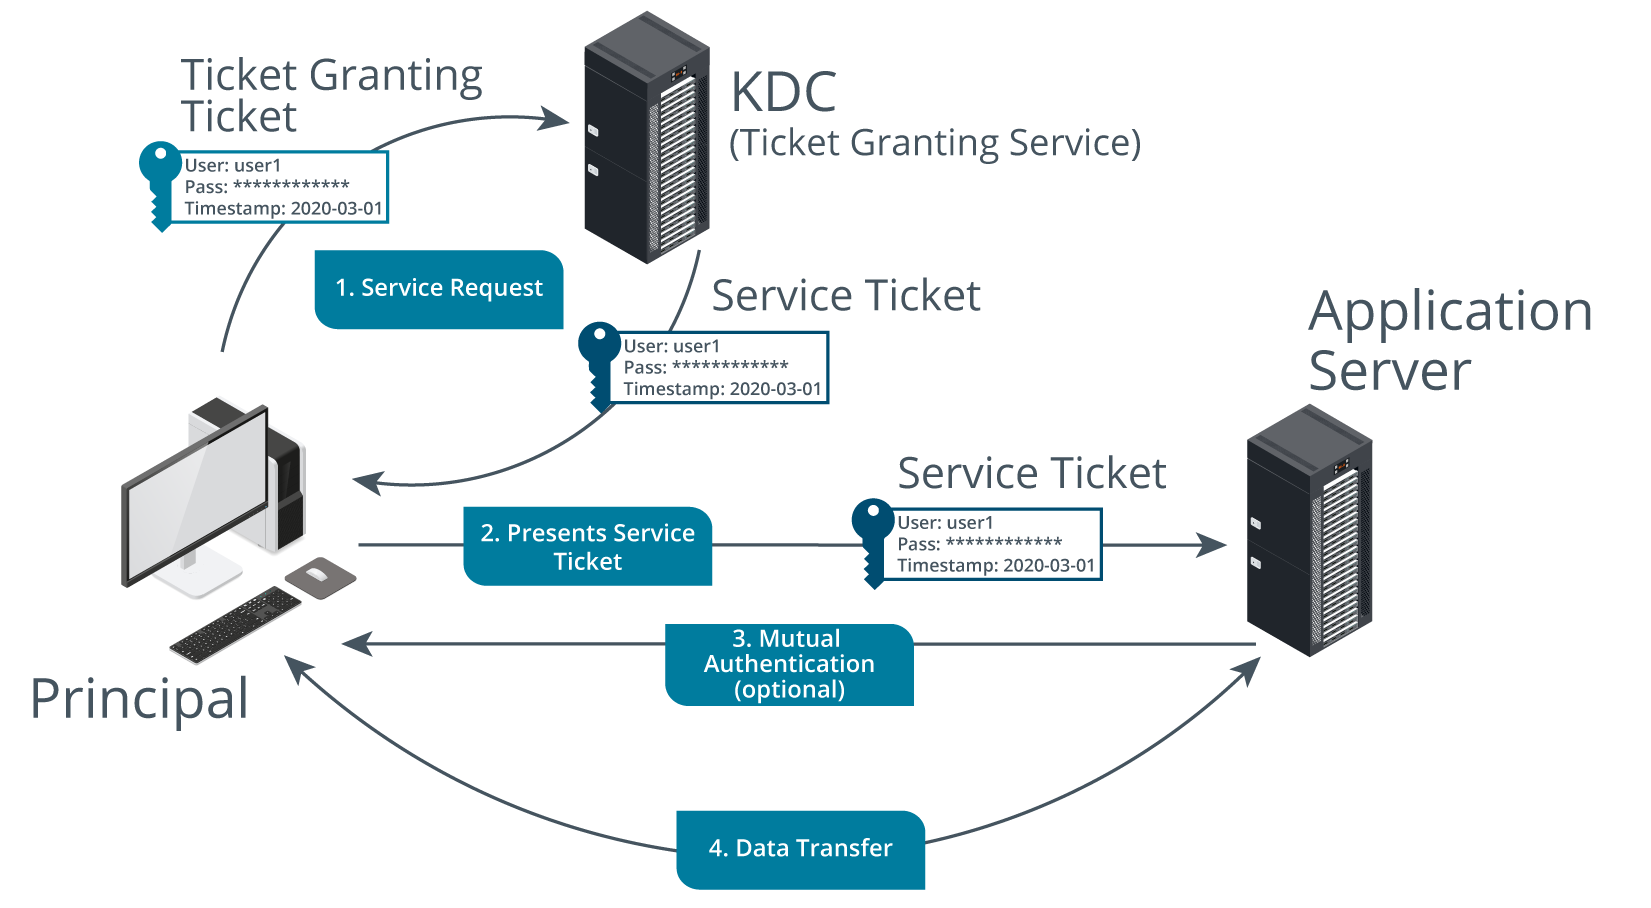 Ticket Granting
Ticket
User: user1
Pass: ************
Timestamp: 2020-03-01
KDC
(Ticket Granting Service)
1. Service Request
Service Ticket
User: user1
Pass: ************
Timestamp: 2020-03-01
Application
Server
Service Ticket
User: user1
Pass: ************
Timestamp: 2020-03-01
2. Presents Service
Ticket
3. Mutual
Authentication
(optional)
Principal
4. Data Transfer